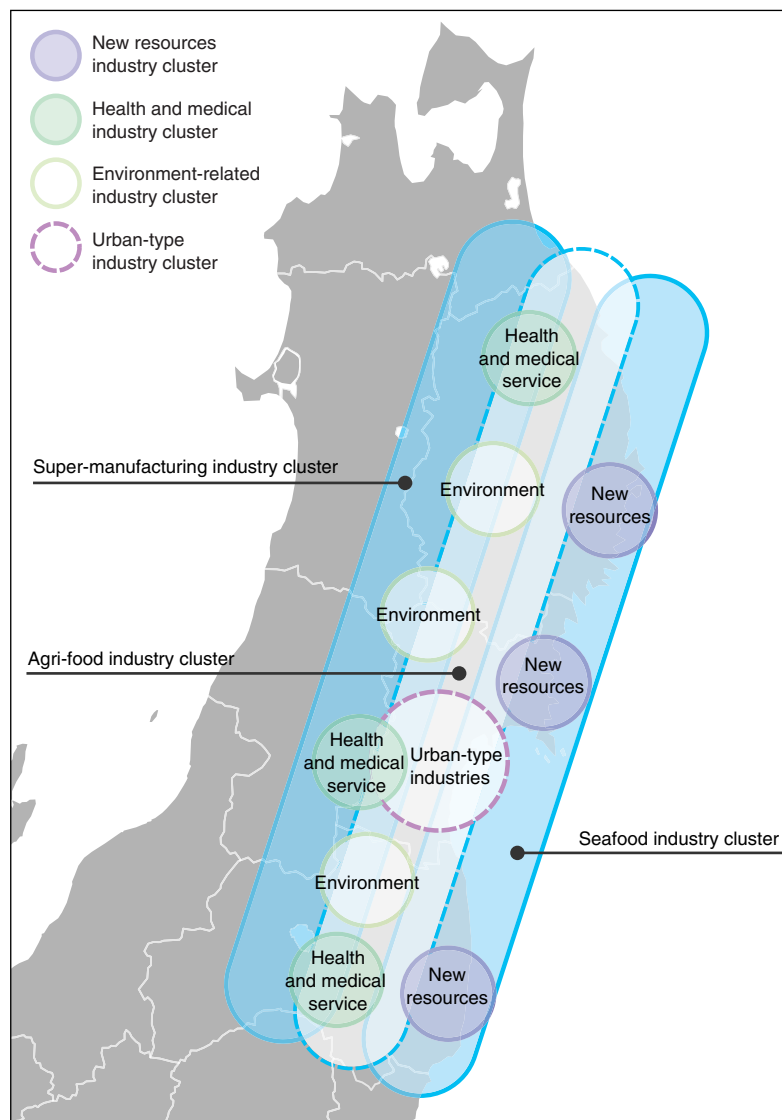 New resources
industry cluster
Health and medical
industry cluster
Environment-related
industry cluster
Urban-type
industry cluster
Health
and medical
service
Super-manufacturing industry cluster
Environment
New
resources
Environment
Agri-food industry cluster
New
resources
Health
and medical
service
Urban-type
industries
Seafood industry cluster
Environment
Health
and medical
service
New
resources